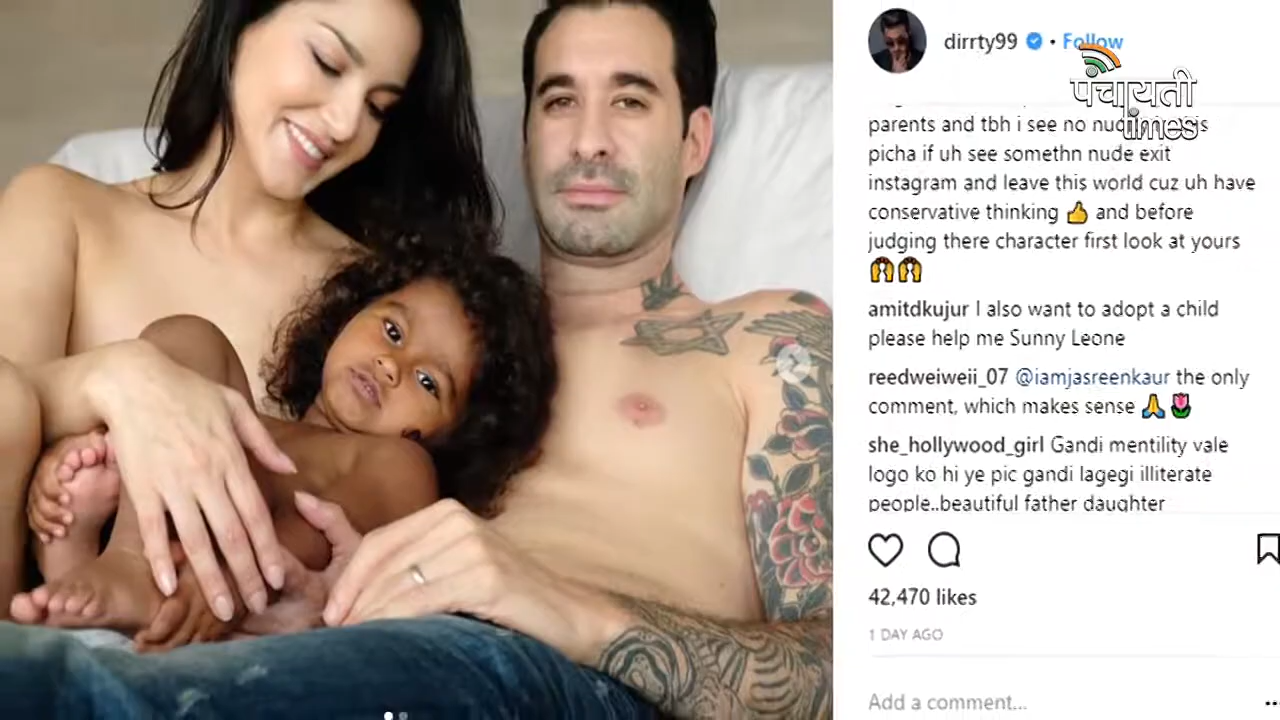 dirrty99 • Follow
पंचायती
Times
parents and tbh i see no
picha if uh see somethn nude exit
instagram and leave this world cuz uh have
conservative thinking 👍 and before
judging there character first look at yours
🙌🙌
amitdkujur I also want to adopt a child
please help me Sunny Leone
reedweiweii_07 @iamjasreenkaur the only
comment, which makes sense 🙏🌷
she_hollywood_girl Gandi mentility vale
logo ko hi ye pic gandi lagegi illiterate
people..beautiful father daughter
42,470 likes
1 DAY AGO
Add a comment...